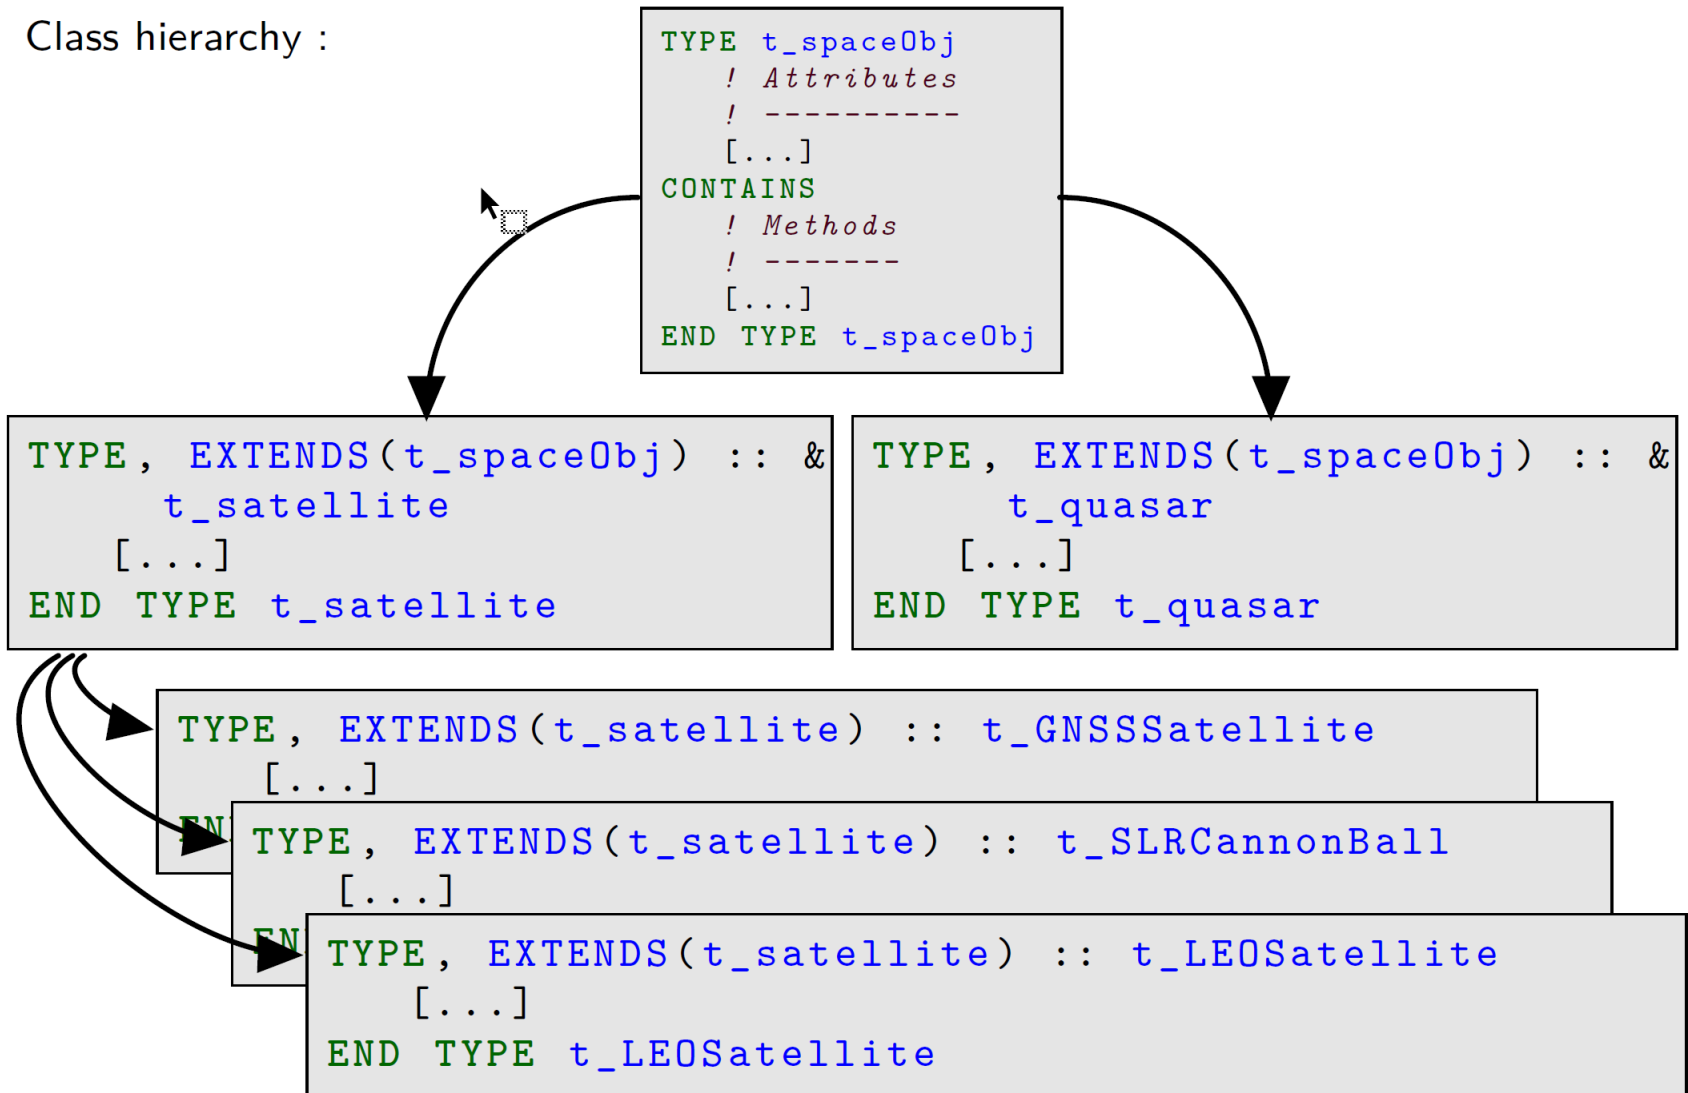 Class hierarchy :
TYPE t_spaceObj
! Attributes
! ----------
[...]
CONTAINS
! Methods
! -------
[...]
END TYPE t_spaceObj
TYPE, EXTENDS(t_spaceObj) :: &
t_satellite
[...]
END TYPE t_satellite
TYPE, EXTENDS(t_spaceObj) :: &
t_quasar
[...]
END TYPE t_quasar
TYPE, EXTENDS(t_satellite) :: t_GNSSSatellite
[...]
TYPE, EXTENDS(t_satellite) :: t_SLRCannonBall
[...]
TYPE, EXTENDS(t_satellite) :: t_LEOSatellite
[...]
END TYPE t_LEOSatellite